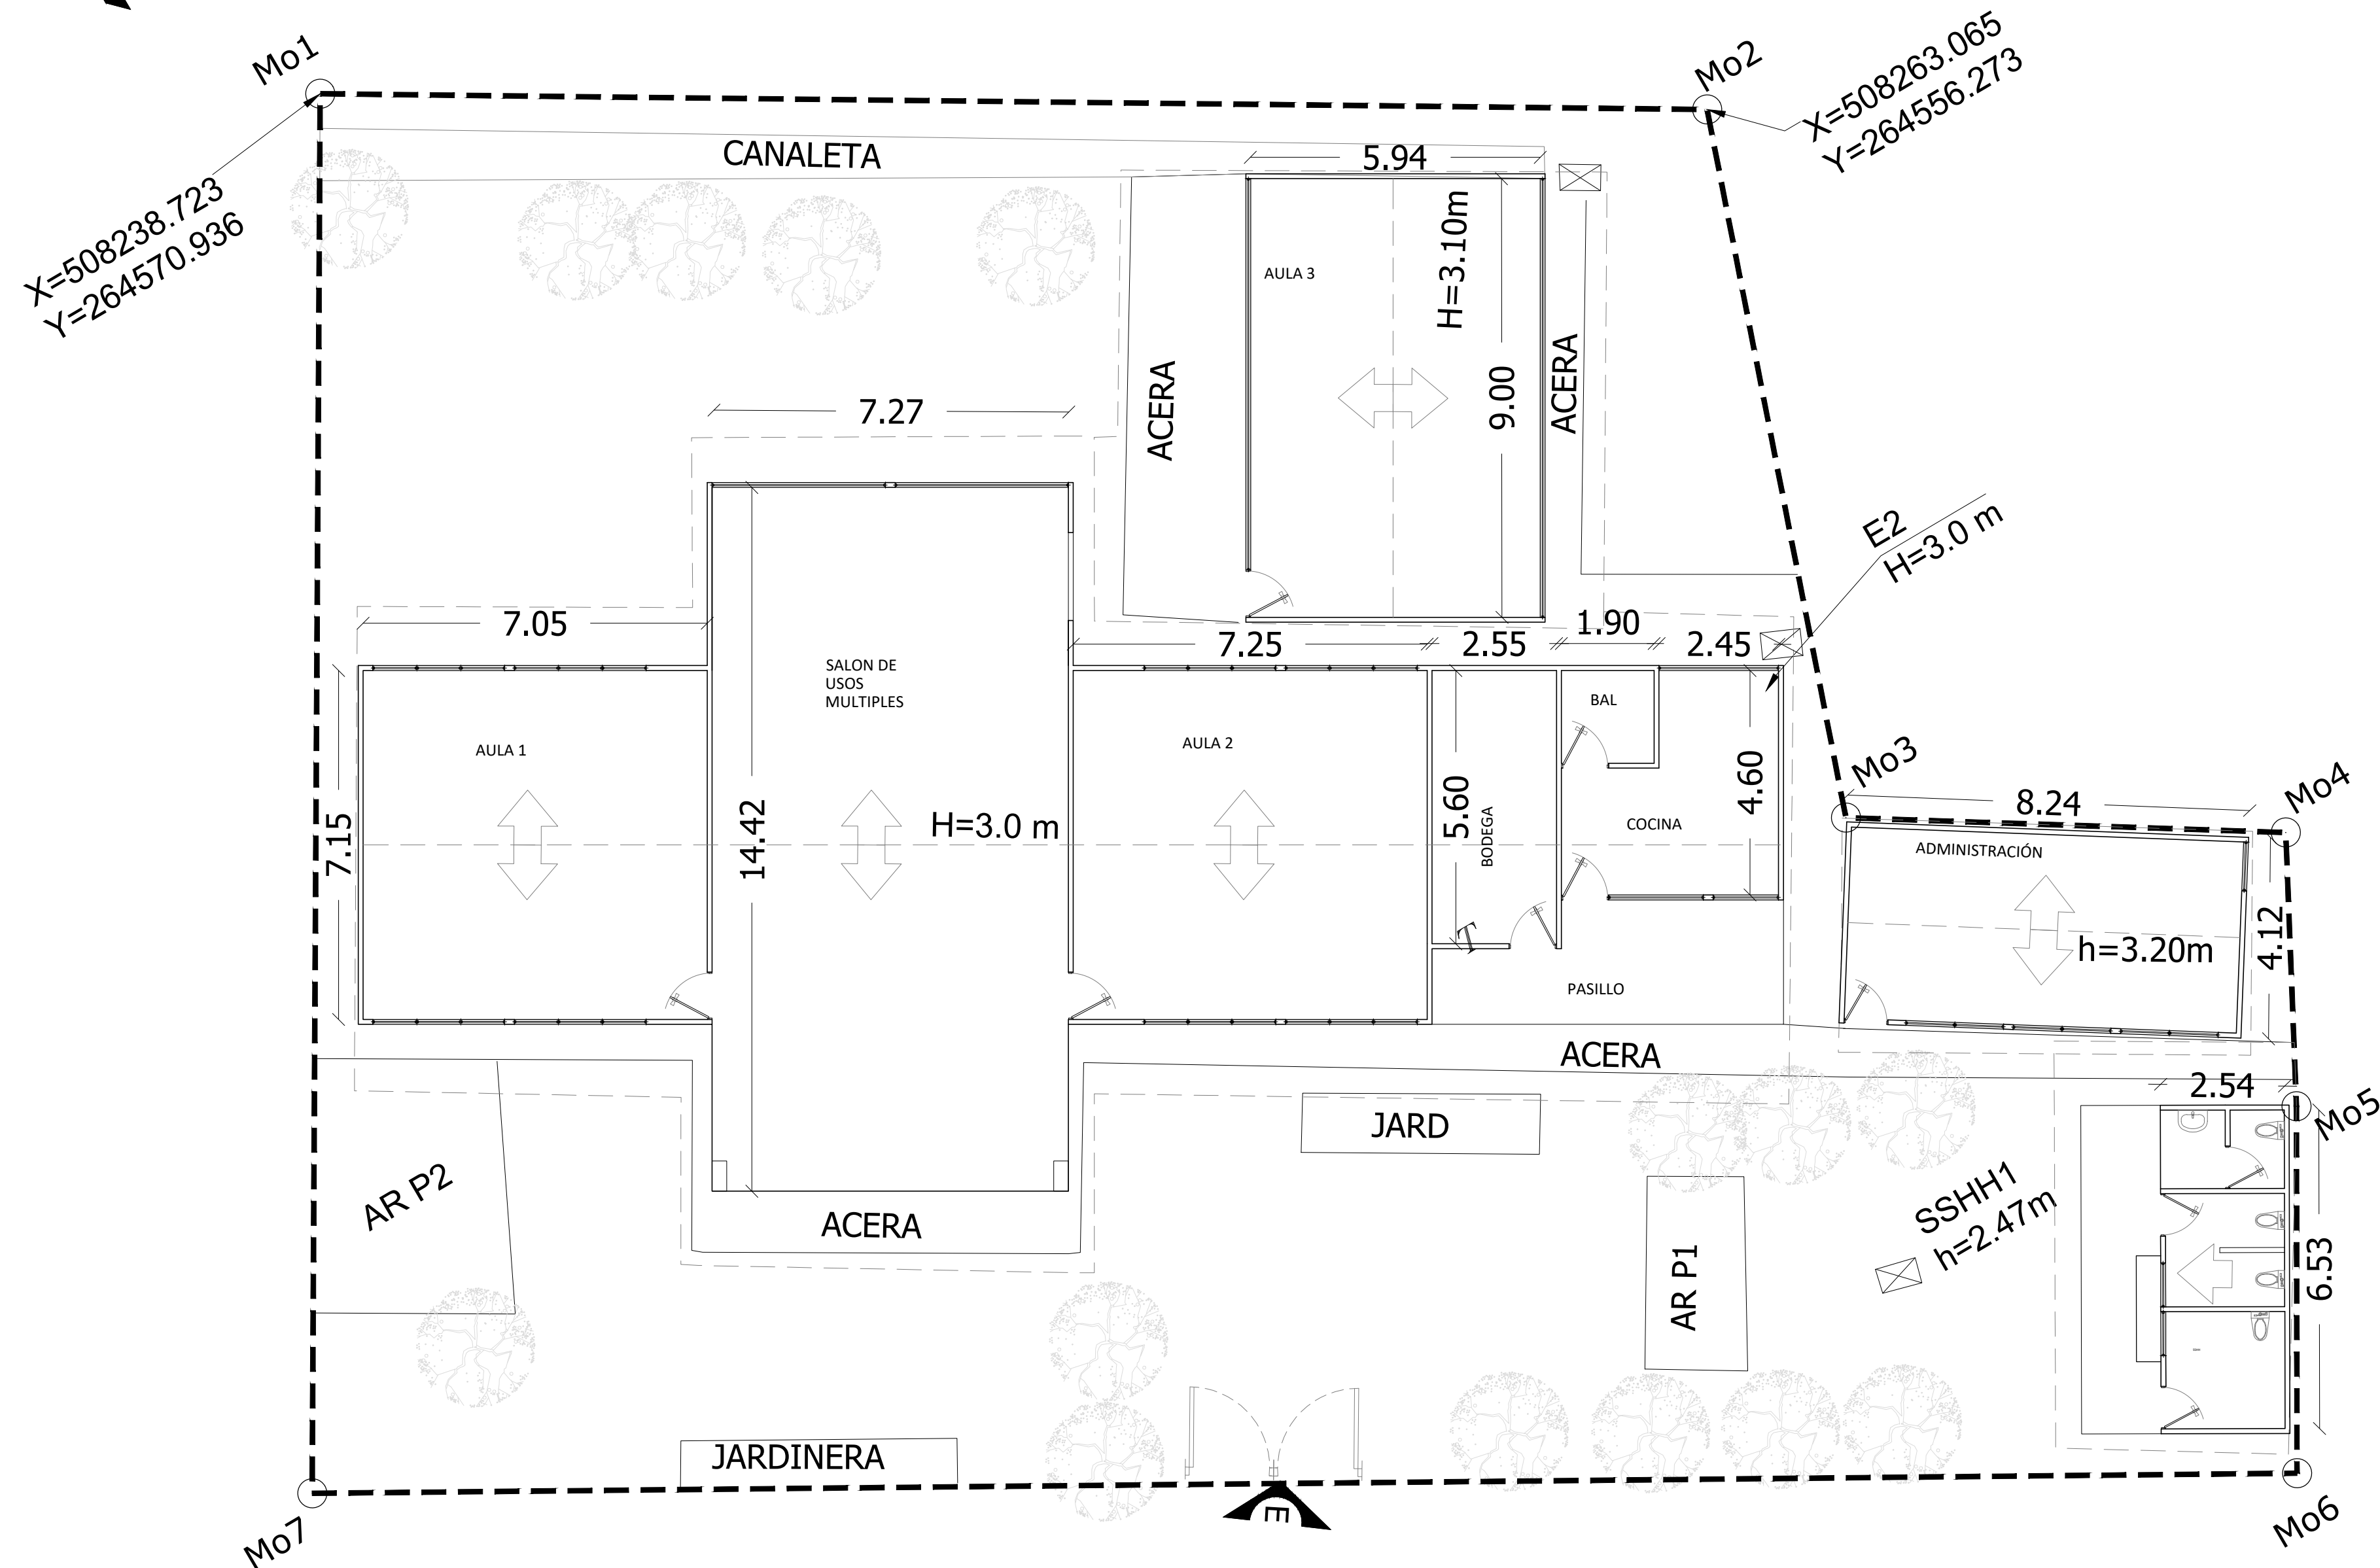 Mo1
Mo2
X=508263.065
Y=264556.273
CANALETA
5.94
X=508238.723
Y=264570.936
H=3.10m
AULA 3
9.00
ACERA
ACERA
7.27
E2
H=3.0 m
7.05
7.25
2.55
1.90
2.45
SALON DE
USOS
MULTIPLES
BAL
AULA 1
AULA 2
Mo3
Mo4
8.24
7.15
14.42
H=3.0 m
5.60
BODEGA
COCINA
4.60
ADMINISTRACIÓN
h=3.20m
4.12
PASILLO
ACERA
2.54
Mo5
JARD
AR P2
ACERA
SSHH1
h=2.47m
AR P1
6.53
JARDINERA
E
Mo7
Mo6